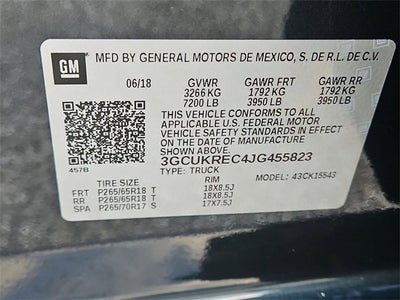 GM
MFD BY GENERAL MOTORS DE MEXICO, S. DE R.L. DE C.V.
06/18 GVWR GAWR FRT GAWR RR
3266 KG 1792 KG 1792 KG
7200 LB 3950 LB 3950 LB
THIS VEHICLE CONFORMS TO ALL
APPLICABLE U.S. FEDERAL MOTOR
VEHICLE SAFETY STANDARDS IN EFFECT
ON THE DATE OF MANUFACTURE
SHOWN ABOVE.
3GCUKREC4JG455823
TYPE: TRUCK MODEL: 43CK15543
457B
TIRE SIZE RIM
FRT P265/65R18 T 18X8.5J
RR P265/65R18 T 18X8.5J
SPA P265/70R17 S 17X7.5J